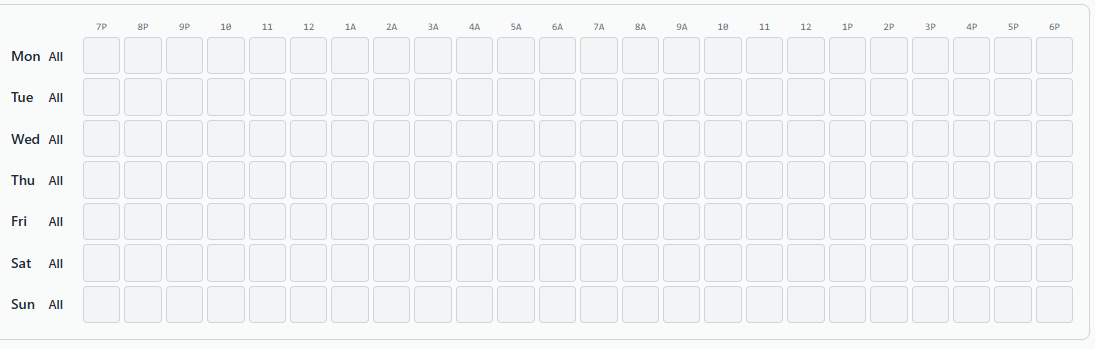 7P 8P 9P 10 11 12 1A 2A 3A 4A 5A 6A 7A 8A 9A 10 11 12 1P 2P 3P 4P 5P 6P
Mon All
Tue All
Wed All
Thu All
Fri All
Sat All
Sun All